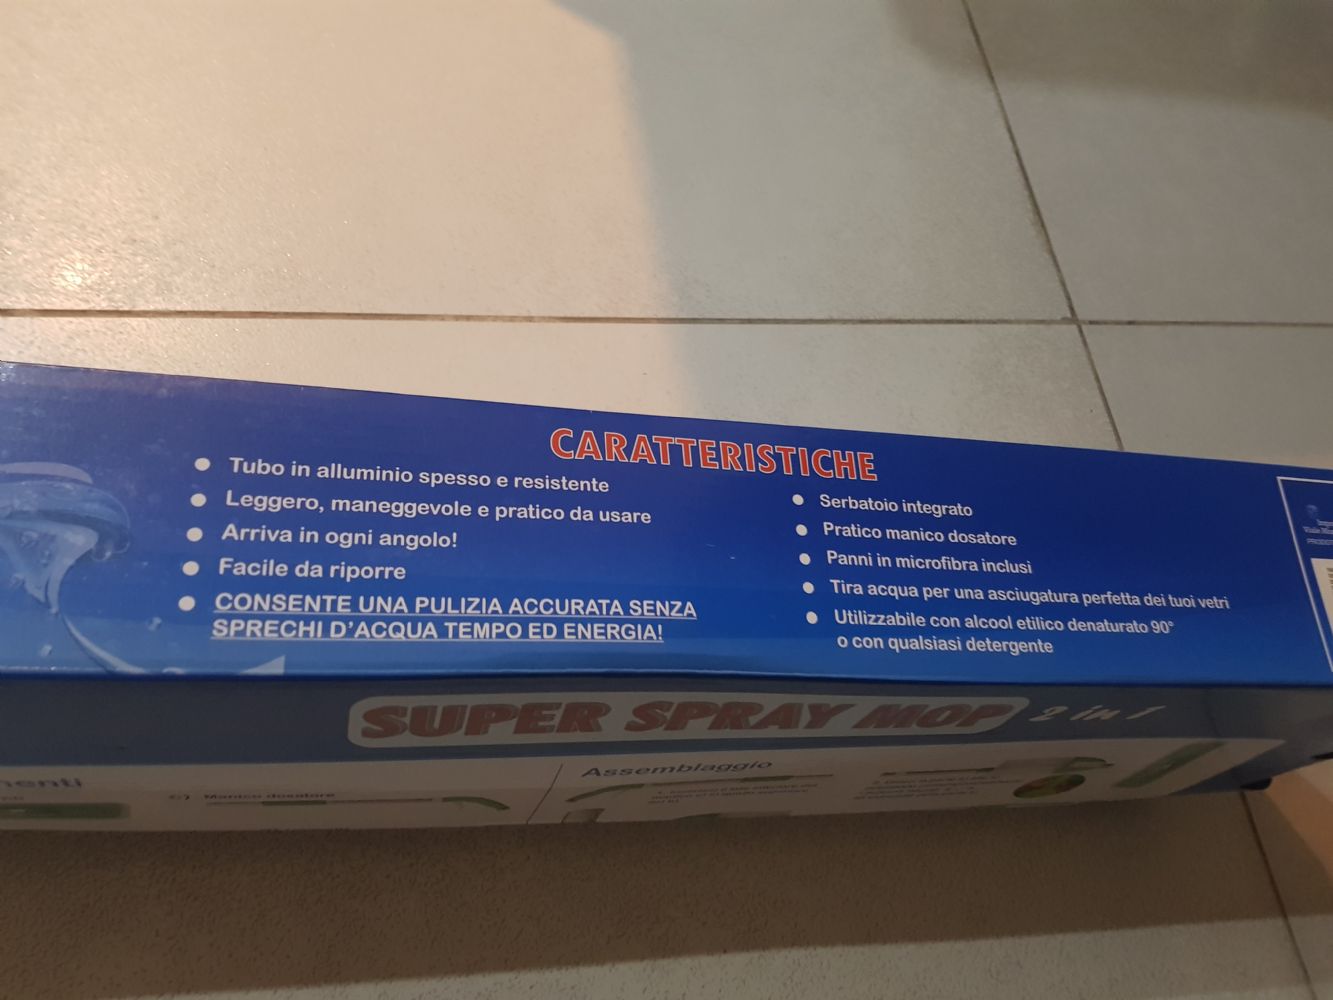 CARATTERISTICHE
Tubo in alluminio spesso e resistente
Leggero, maneggevole e pratico da usare
Arriva in ogni angolo!
Facile da riporre
CONSENTE UNA PULIZIA ACCURATA SENZA
SPRECHI D'ACQUA TEMPO ED ENERGIA!
Serbatoio integrato
Pratico manico dosatore
Panni in microfibra inclusi
Tira acqua per una asciugatura perfetta dei tuoi vetri
Utilizzabile con alcool etilico denaturato 90°
o con qualsiasi detergente
SUPER SPRAY MOP 2 in 1
Manico dosatore
Assemblaggio